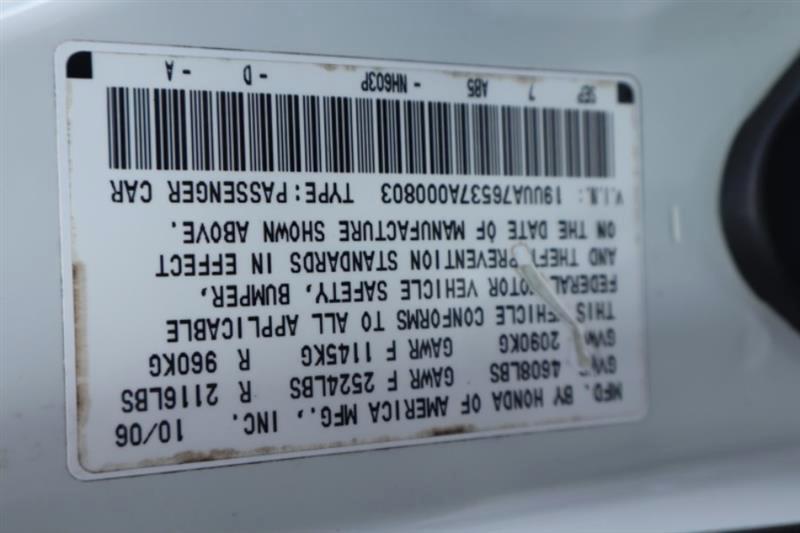 MFD. BY HONDA OF AMERICA MFG., INC. 10/06
GVWR 4608LBS GAWR F 2524LBS R 2116LBS
GVWR 2090KG GAWR F 1145KG R 960KG
THIS VEHICLE CONFORMS TO ALL APPLICABLE
FEDERAL MOTOR VEHICLE SAFETY, BUMPER,
AND THEFT PREVENTION STANDARDS IN EFFECT
ON THE DATE OF MANUFACTURE SHOWN ABOVE.
V.I.N.: 19UUA76537A000803 TYPE:PASSENGER CAR
SEP 7 AB5 - NH603P - D - A